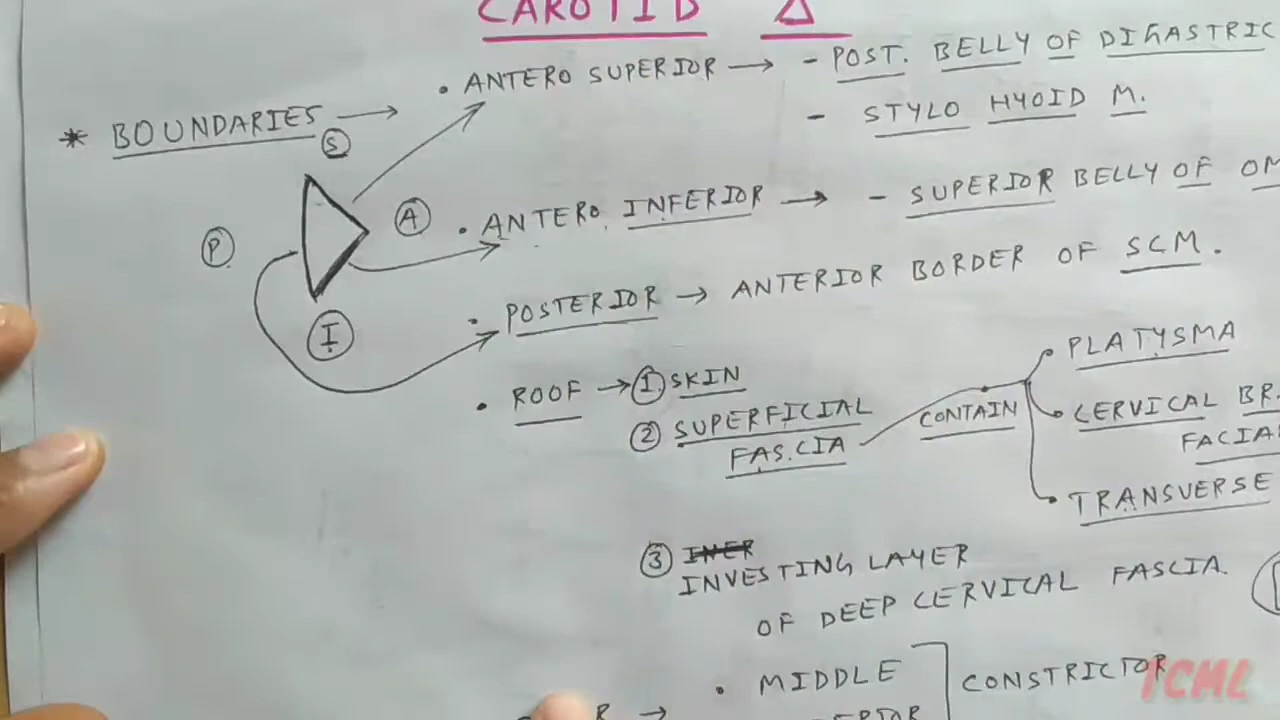 CAROTID Δ
• ANTERO SUPERIOR → - POST. BELLY OF DIGASTRIC
- STYLO HYOID M.
* BOUNDARIES →
S
P
A
I
• ANTERO INFERIOR → - SUPERIOR BELLY OF
• POSTERIOR → ANTERIOR BORDER OF SCM.
• ROOF → ① SKIN
② SUPERFICIAL
FASCIA
CONTAIN
• PLATYSMA
• CERVICAL BR.
• TRANSVERSE
③ INVESTING LAYER
OF DEEP CERVICAL FASCIA.
• MIDDLE
CONSTRICTOR
1CML